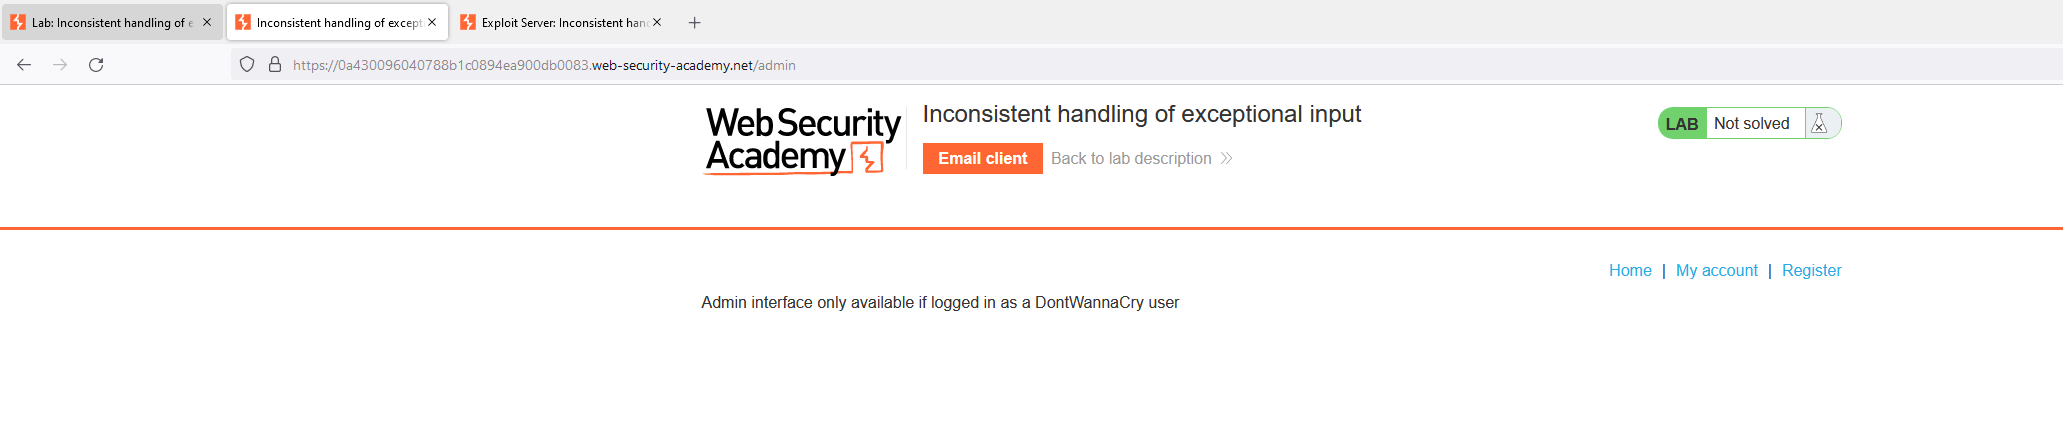 Lab: Inconsistent handling of e
Inconsistent handling of except
Exploit Server: Inconsistent hand
https://0a430096040788b1c0894ea900db0083.web-security-academy.net/admin
Web Security
Academy
Inconsistent handling of exceptional input
LAB Not solved
Email client Back to lab description
Home | My account | Register
Admin interface only available if logged in as a DontWannaCry user